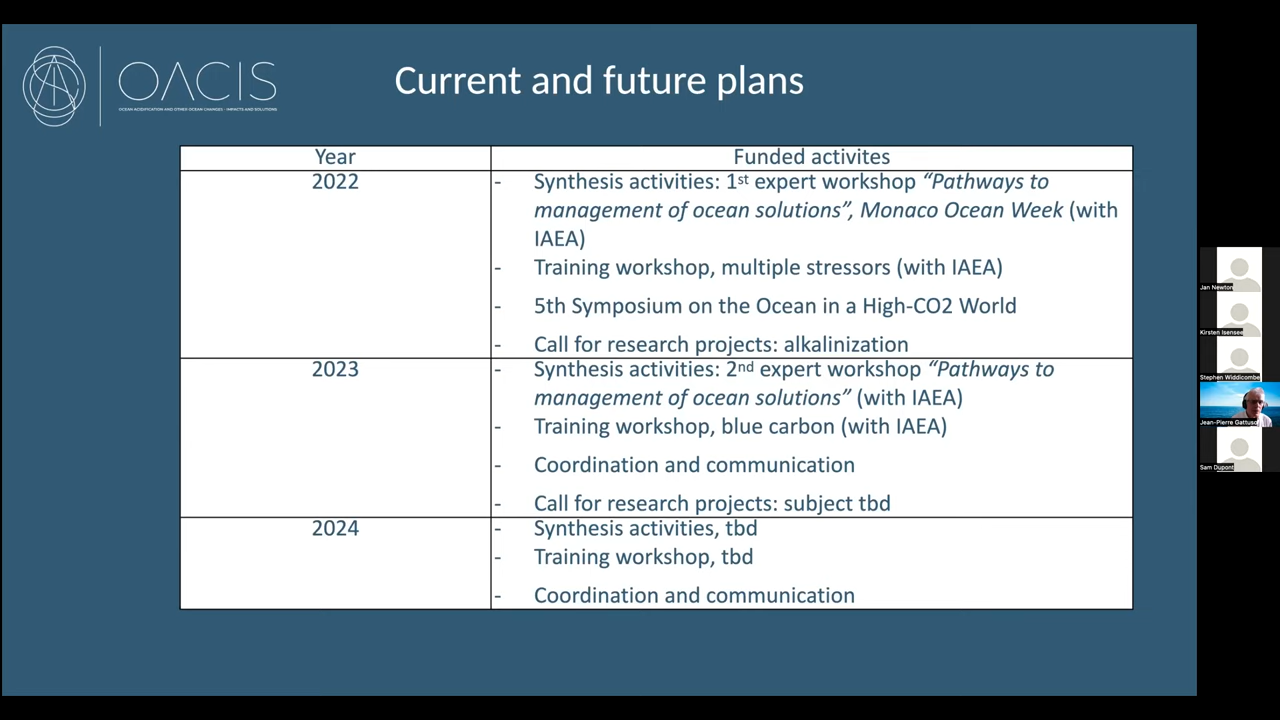 OACIS
OCEAN ACIDIFICATION AND OTHER OCEAN CHANGES - IMPACTS AND SOLUTIONS
Current and future plans
Year
Funded activites
2022
- Synthesis activities: 1st expert workshop “Pathways to
management of ocean solutions”, Monaco Ocean Week (with
IAEA)
- Training workshop, multiple stressors (with IAEA)
- 5th Symposium on the Ocean in a High-CO2 World
- Call for research projects: alkalinization
2023
- Synthesis activities: 2nd expert workshop “Pathways to
management of ocean solutions” (with IAEA)
- Training workshop, blue carbon (with IAEA)
- Coordination and communication
- Call for research projects: subject tbd
2024
- Synthesis activities, tbd
- Training workshop, tbd
- Coordination and communication
Jan Newton
Kirsten Isensee
Stephen Widdicombe
Jean-Pierre Gattuso
Sam Dupont